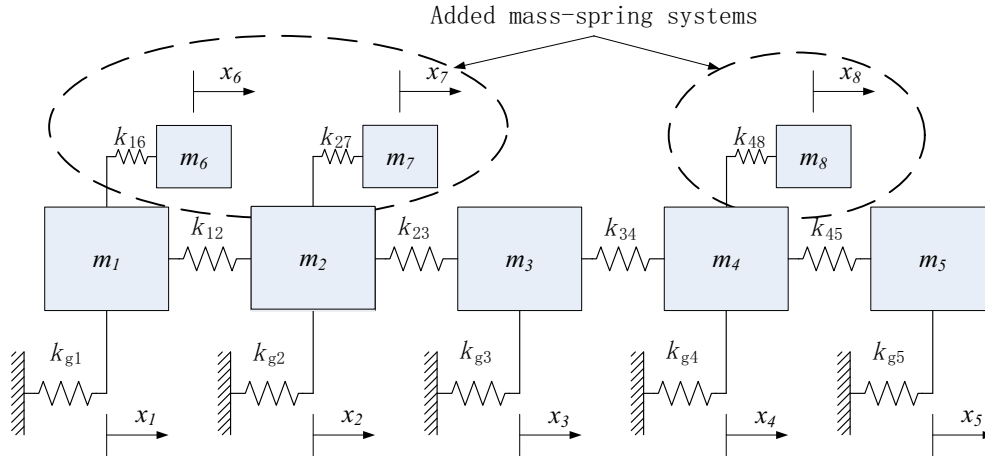 Added mass-spring systems
x6 x7 x8
k16 k27 k48
m6 m7 m8
k12 k23 k34 k45
m1 m2 m3 m4 m5
kg1 kg2 kg3 kg4 kg5
x1 x2 x3 x4 x5